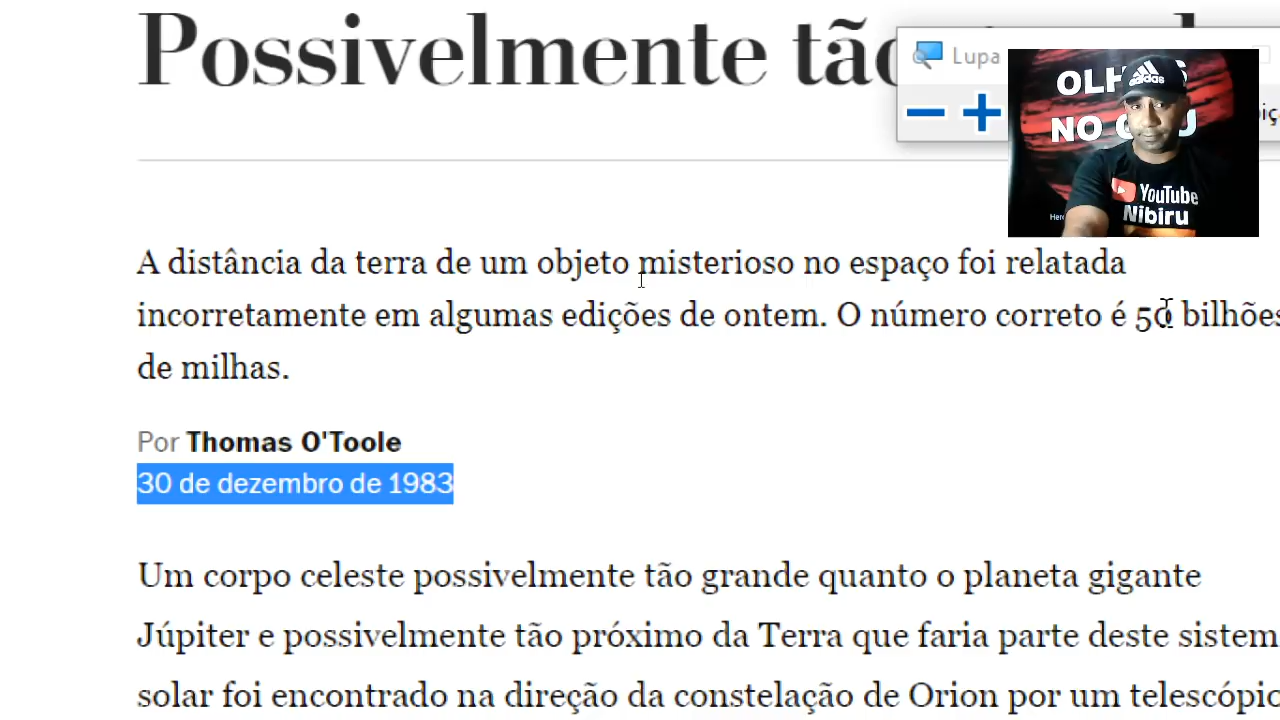 Possivelmente tão
Lupa
OLH S
NO C U
adidas
YouTube
Nibiru
A distância da terra de um objeto misterioso no espaço foi relatada
incorretamente em algumas edições de ontem. O número correto é 50 bilhões
de milhas.
Por Thomas O'Toole
30 de dezembro de 1983
Um corpo celeste possivelmente tão grande quanto o planeta gigante
Júpiter e possivelmente tão próximo da Terra que faria parte deste sistem
solar foi encontrado na direção da constelação de Orion por um telescópio